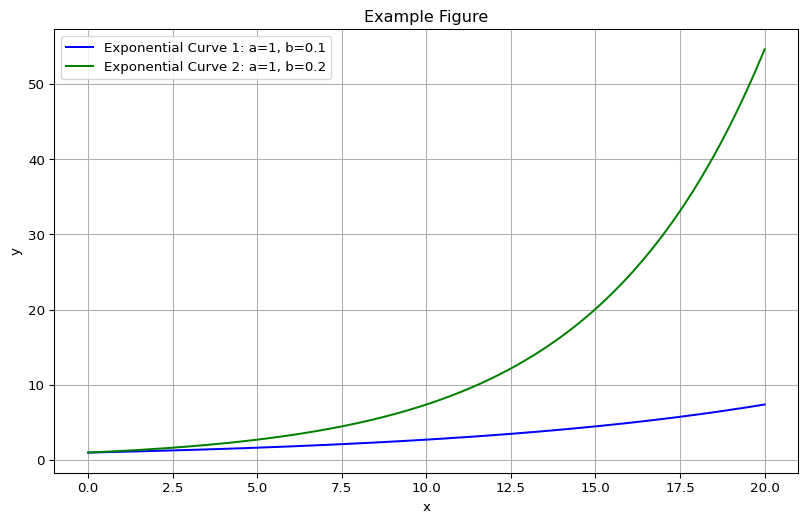 Example Figure
Exponential Curve 1: a=1, b=0.1
Exponential Curve 2: a=1, b=0.2
y
50
40
30
20
10
0
0.0 2.5 5.0 7.5 10.0 12.5 15.0 17.5 20.0
x